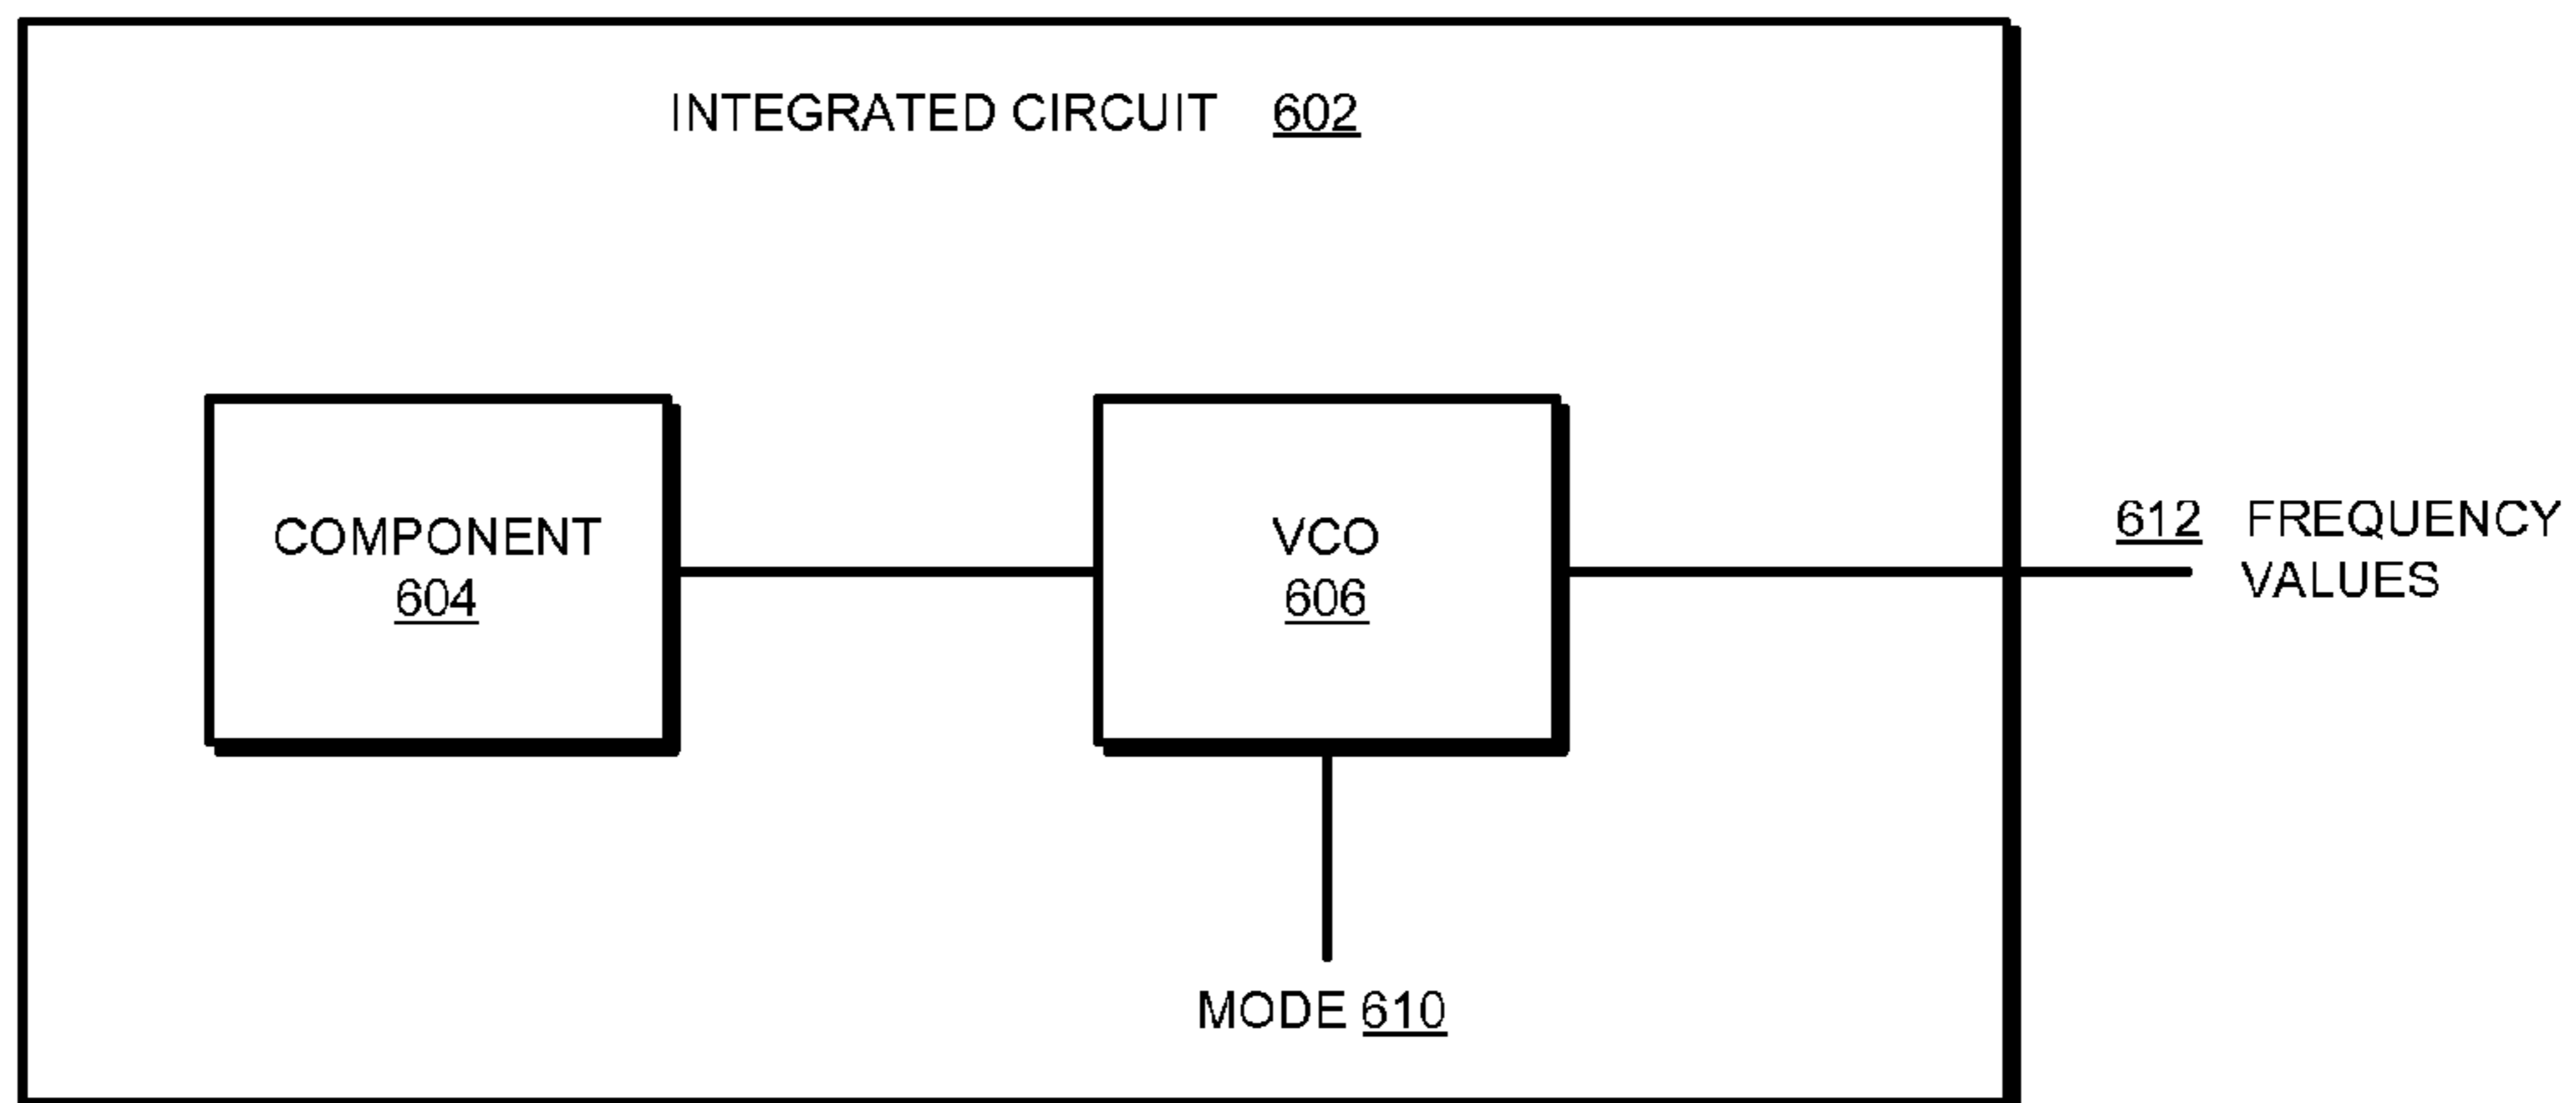 INTEGRATED CIRCUIT 602
COMPONENT
604
VCO
606
612 FREQUENCY
VALUES
MODE 610